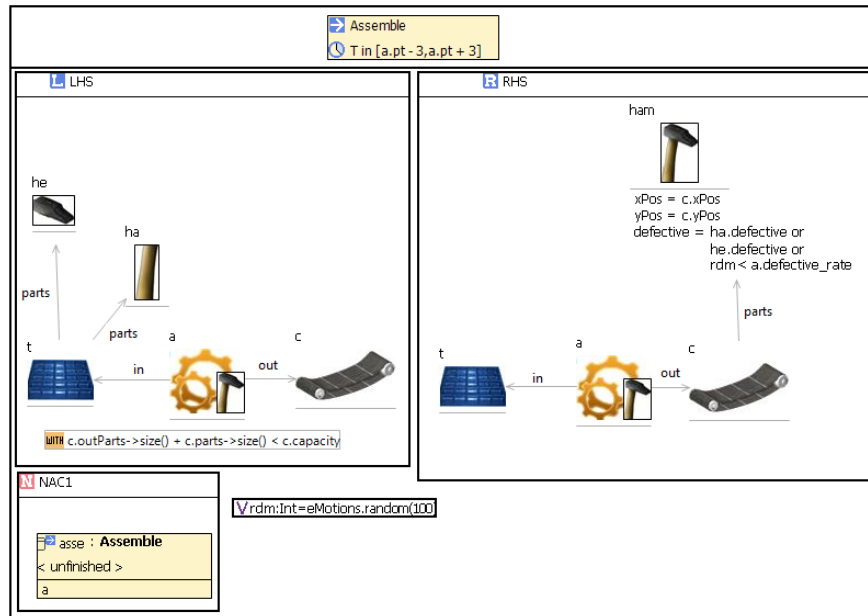 Assemble
T in [a.pt - 3,a.pt + 3]
L LHS
he
ha
parts
parts
t
in
a
out
c
WITH c.outParts->size() + c.parts->size() < c.capacity
R RHS
ham
xPos = c.xPos
yPos = c.yPos
defective = ha.defective or
he.defective or
rdm< a.defective_rate
parts
t
in
a
out
c
N NAC1
asse : Assemble
< unfinished >
a
V rdm:Int=eMotions.random(100)